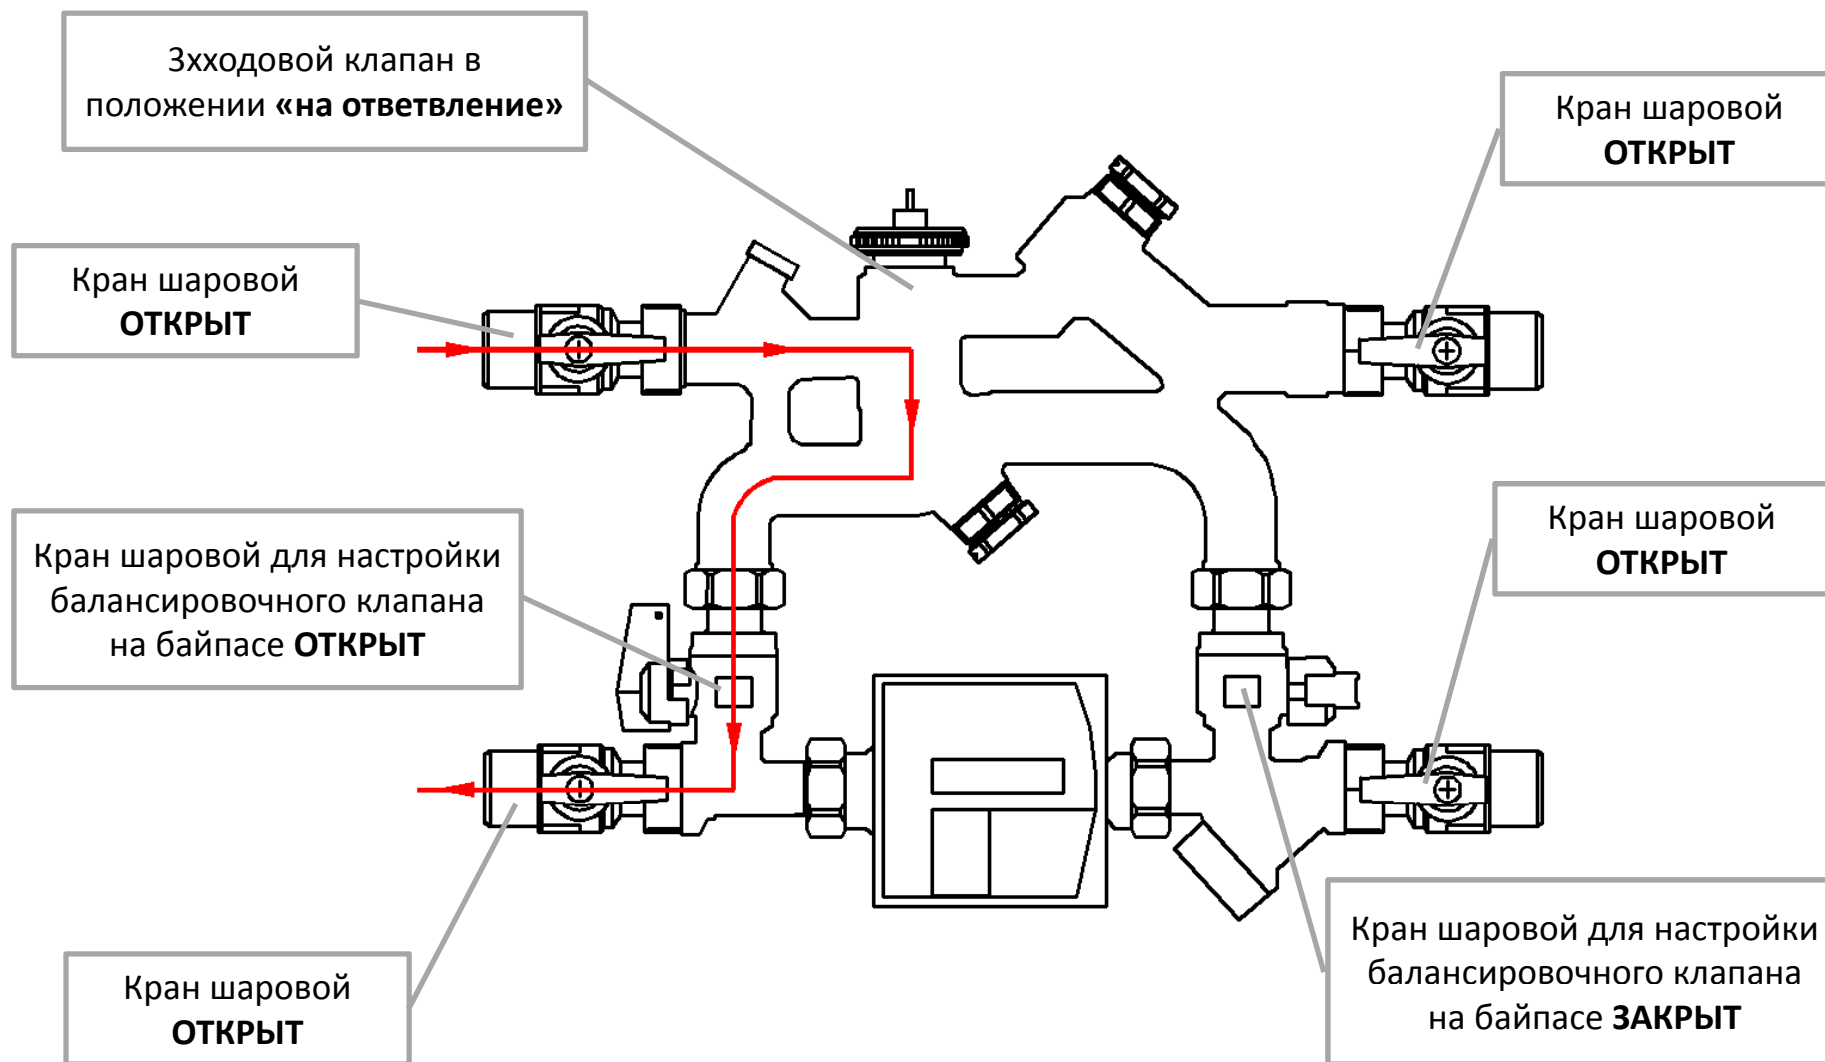 3хходовой клапан в
положении «на ответвление»
Кран шаровой
ОТКРЫТ
Кран шаровой
ОТКРЫТ
Кран шаровой для настройки
балансировочного клапана
на байпасе ОТКРЫТ
Кран шаровой
ОТКРЫТ
Кран шаровой
ОТКРЫТ
Кран шаровой для настройки
балансировочного клапана
на байпасе ЗАКРЫТ